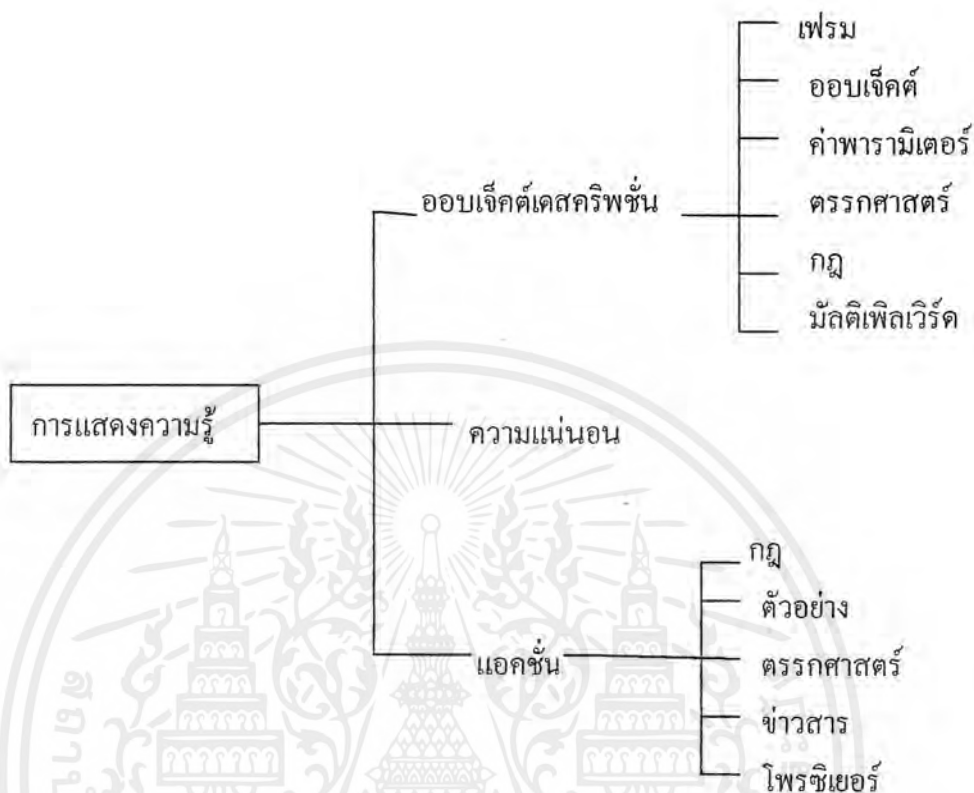 เฟรม
ออบเจ็คต์
ค่าพารามิเตอร์
ออบเจ็คต์เดสคริพชั่น
ตรรกศาสตร์
กฎ
มัลติเพิลเวิร์ด
การแสดงความรู้
ความแน่นอน
กฎ
ตัวอย่าง
แอคชั่น
ตรรกศาสตร์
ข่าวสาร
โพรซิเยอร์